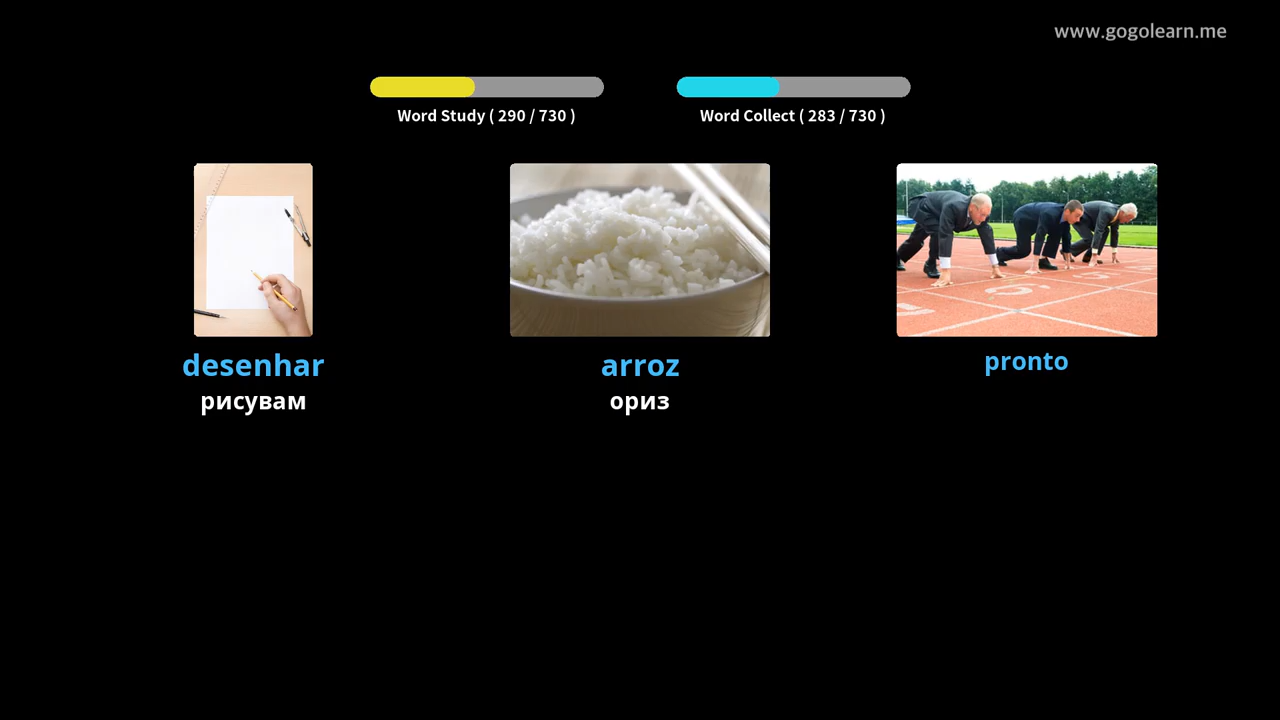 www.gogolearn.me
Word Study ( 290 / 730 )
Word Collect ( 283 / 730 )
desenhar
рисувам
arroz
ориз
pronto